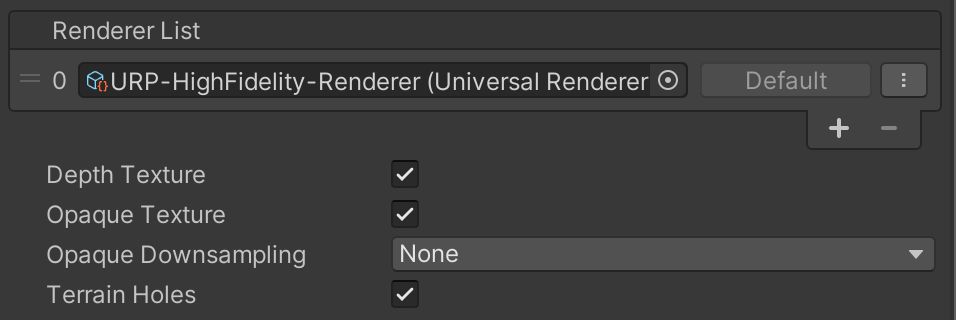 Renderer List
0 URP-HighFidelity-Renderer (Universal Renderer Default
Depth Texture
Opaque Texture
Opaque Downsampling None
Terrain Holes